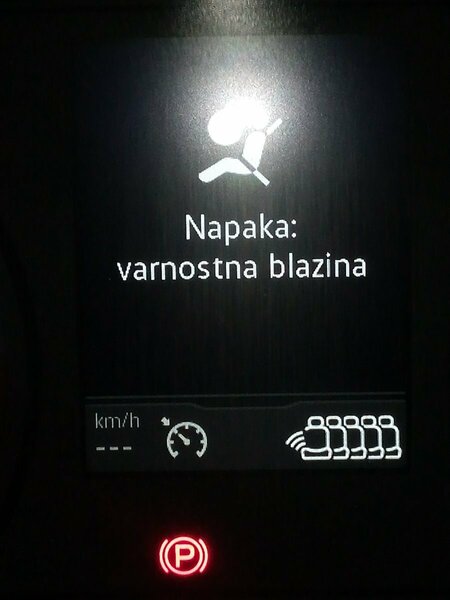 Napaka:
varnostna blazina
km/h
---
P